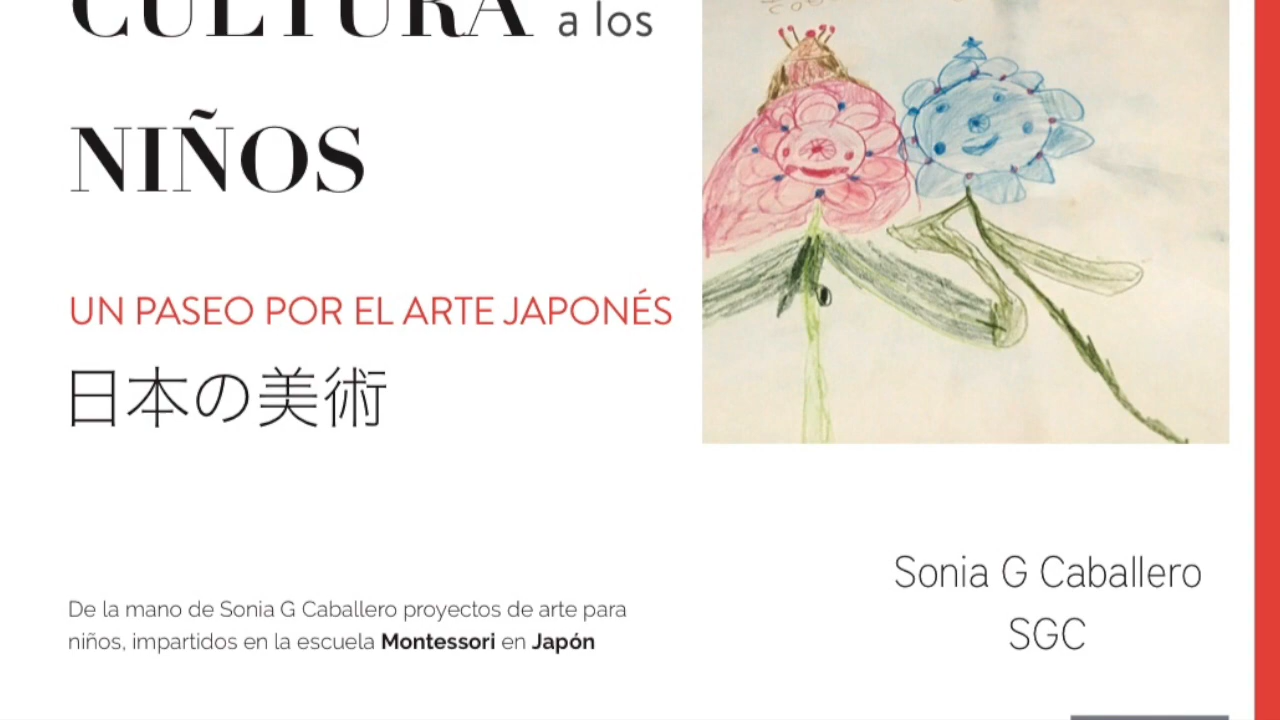 CULTURA a los
NIÑOS
UN PASEO POR EL ARTE JAPONÉS
日本の美術
De la mano de Sonia G Caballero proyectos de arte para
niños, impartidos en la escuela Montessori en Japón
Sonia G Caballero
SGC